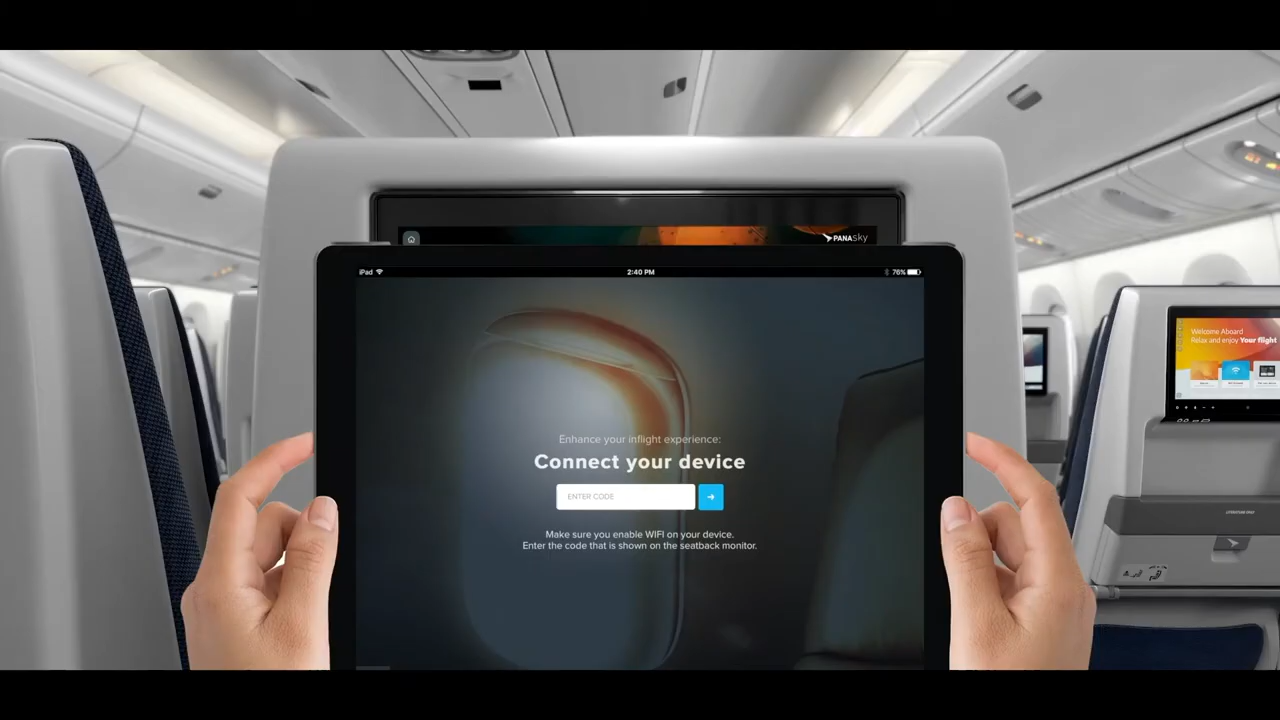 PANASKY
iPad
2:40 PM
76%
Enhance your inflight experience:
Connect your device
ENTER CODE
Make sure you enable WIFI on your device.
Enter the code that is shown on the seatback monitor.
Welcome Aboard
Relax and enjoy Your flight
LITERATURE ONLY